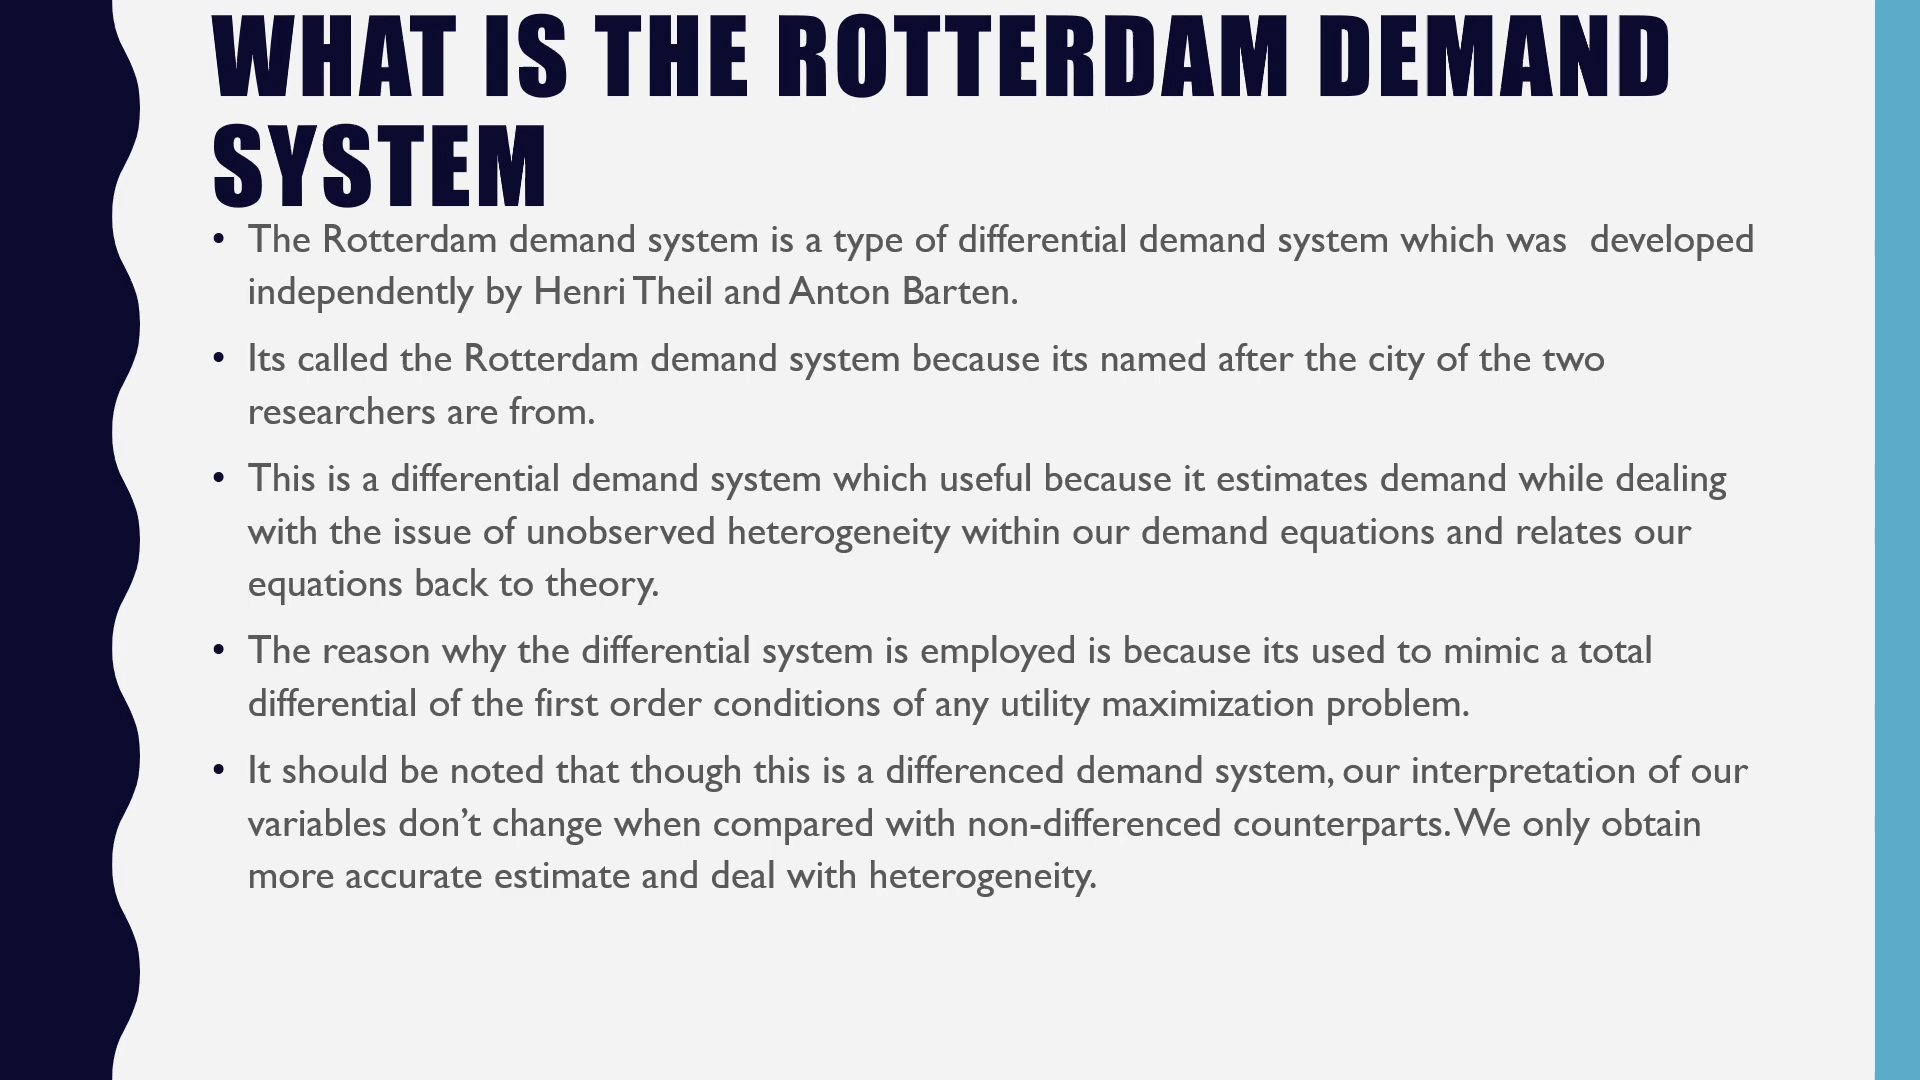 WHAT IS THE ROTTERDAM DEMAND
SYSTEM
• The Rotterdam demand system is a type of differential demand system which was  developed
independently by Henri Theil and Anton Barten.
• Its called the Rotterdam demand system because its named after the city of the two
researchers are from.
• This is a differential demand system which useful because it estimates demand while dealing
with the issue of unobserved heterogeneity within our demand equations and relates our
equations back to theory.
• The reason why the differential system is employed is because its used to mimic a total
differential of the first order conditions of any utility maximization problem.
• It should be noted that though this is a differenced demand system, our interpretation of our
variables don’t change when compared with non-differenced counterparts. We only obtain
more accurate estimate and deal with heterogeneity.